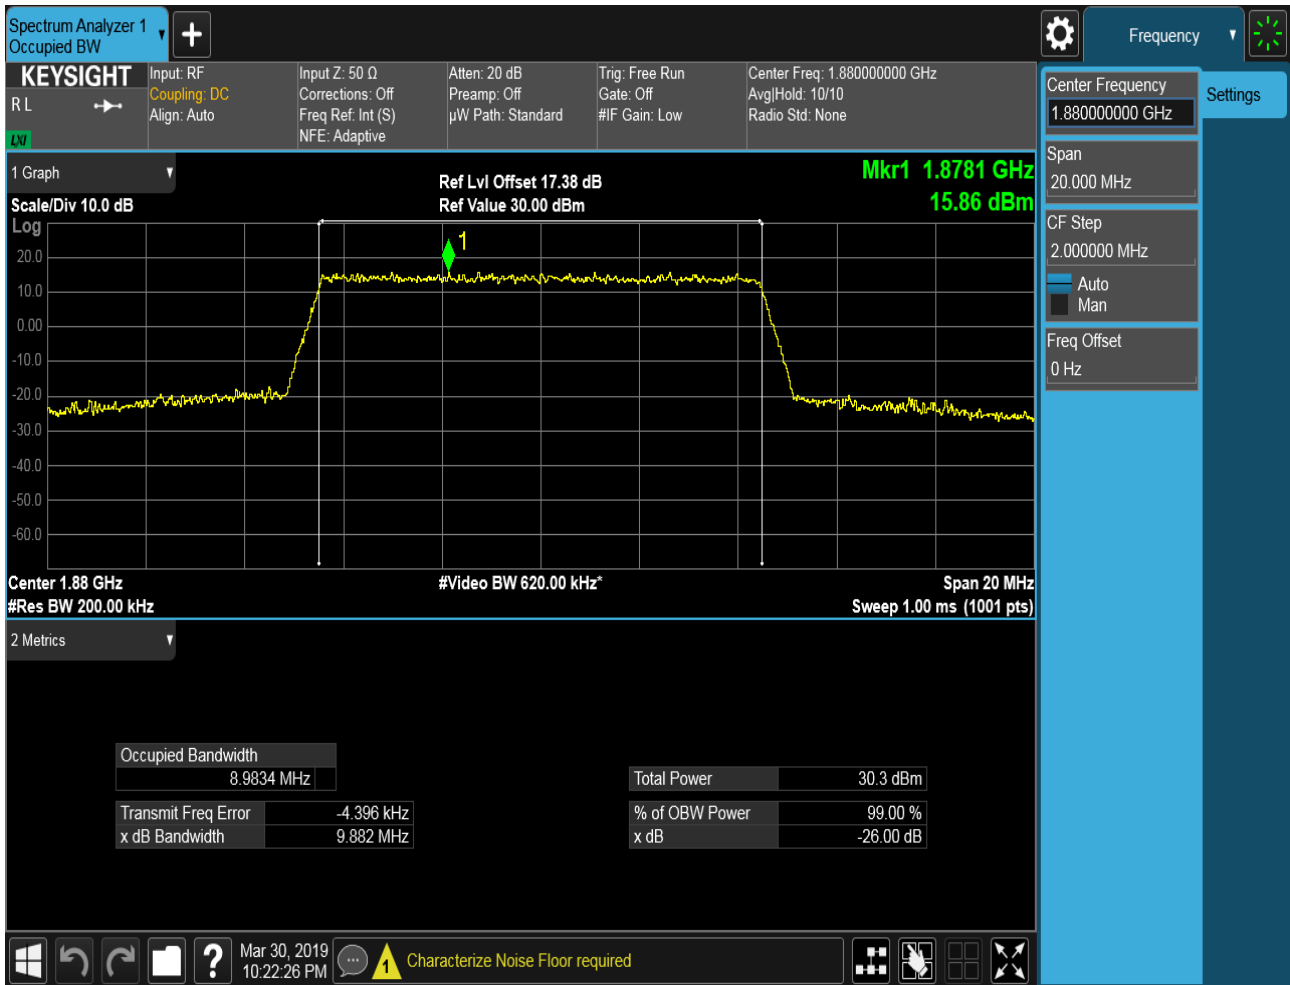 Spectrum Analyzer 1
Occupied BW
Frequency
KEYSIGHT
R L
LXI
Input: RF
Coupling: DC
Align: Auto
Input Z: 50 Ω
Corrections: Off
Freq Ref: Int (S)
NFE: Adaptive
Atten: 20 dB
Preamp: Off
µW Path: Standard
Trig: Free Run
Gate: Off
#IF Gain: Low
Center Freq: 1.880000000 GHz
Avg|Hold: 10/10
Radio Std: None
Center Frequency
1.880000000 GHz
Settings
Span
20.000 MHz
CF Step
2.000000 MHz
Auto
Man
Freq Offset
0 Hz
1 Graph
Scale/Div 10.0 dB
Ref Lvl Offset 17.38 dB
Ref Value 30.00 dBm
Mkr1 1.8781 GHz
15.86 dBm
Log
1
20.0
10.0
0.00
-10.0
-20.0
-30.0
-40.0
-50.0
-60.0
Center 1.88 GHz
#Video BW 620.00 kHz*
Span 20 MHz
#Res BW 200.00 kHz
Sweep 1.00 ms (1001 pts)
2 Metrics
Occupied Bandwidth
8.9834 MHz
Total Power 30.3 dBm
Transmit Freq Error -4.396 kHz
% of OBW Power 99.00 %
x dB Bandwidth 9.882 MHz
x dB -26.00 dB
?
Mar 30, 2019
10:22:26 PM
1
Characterize Noise Floor required